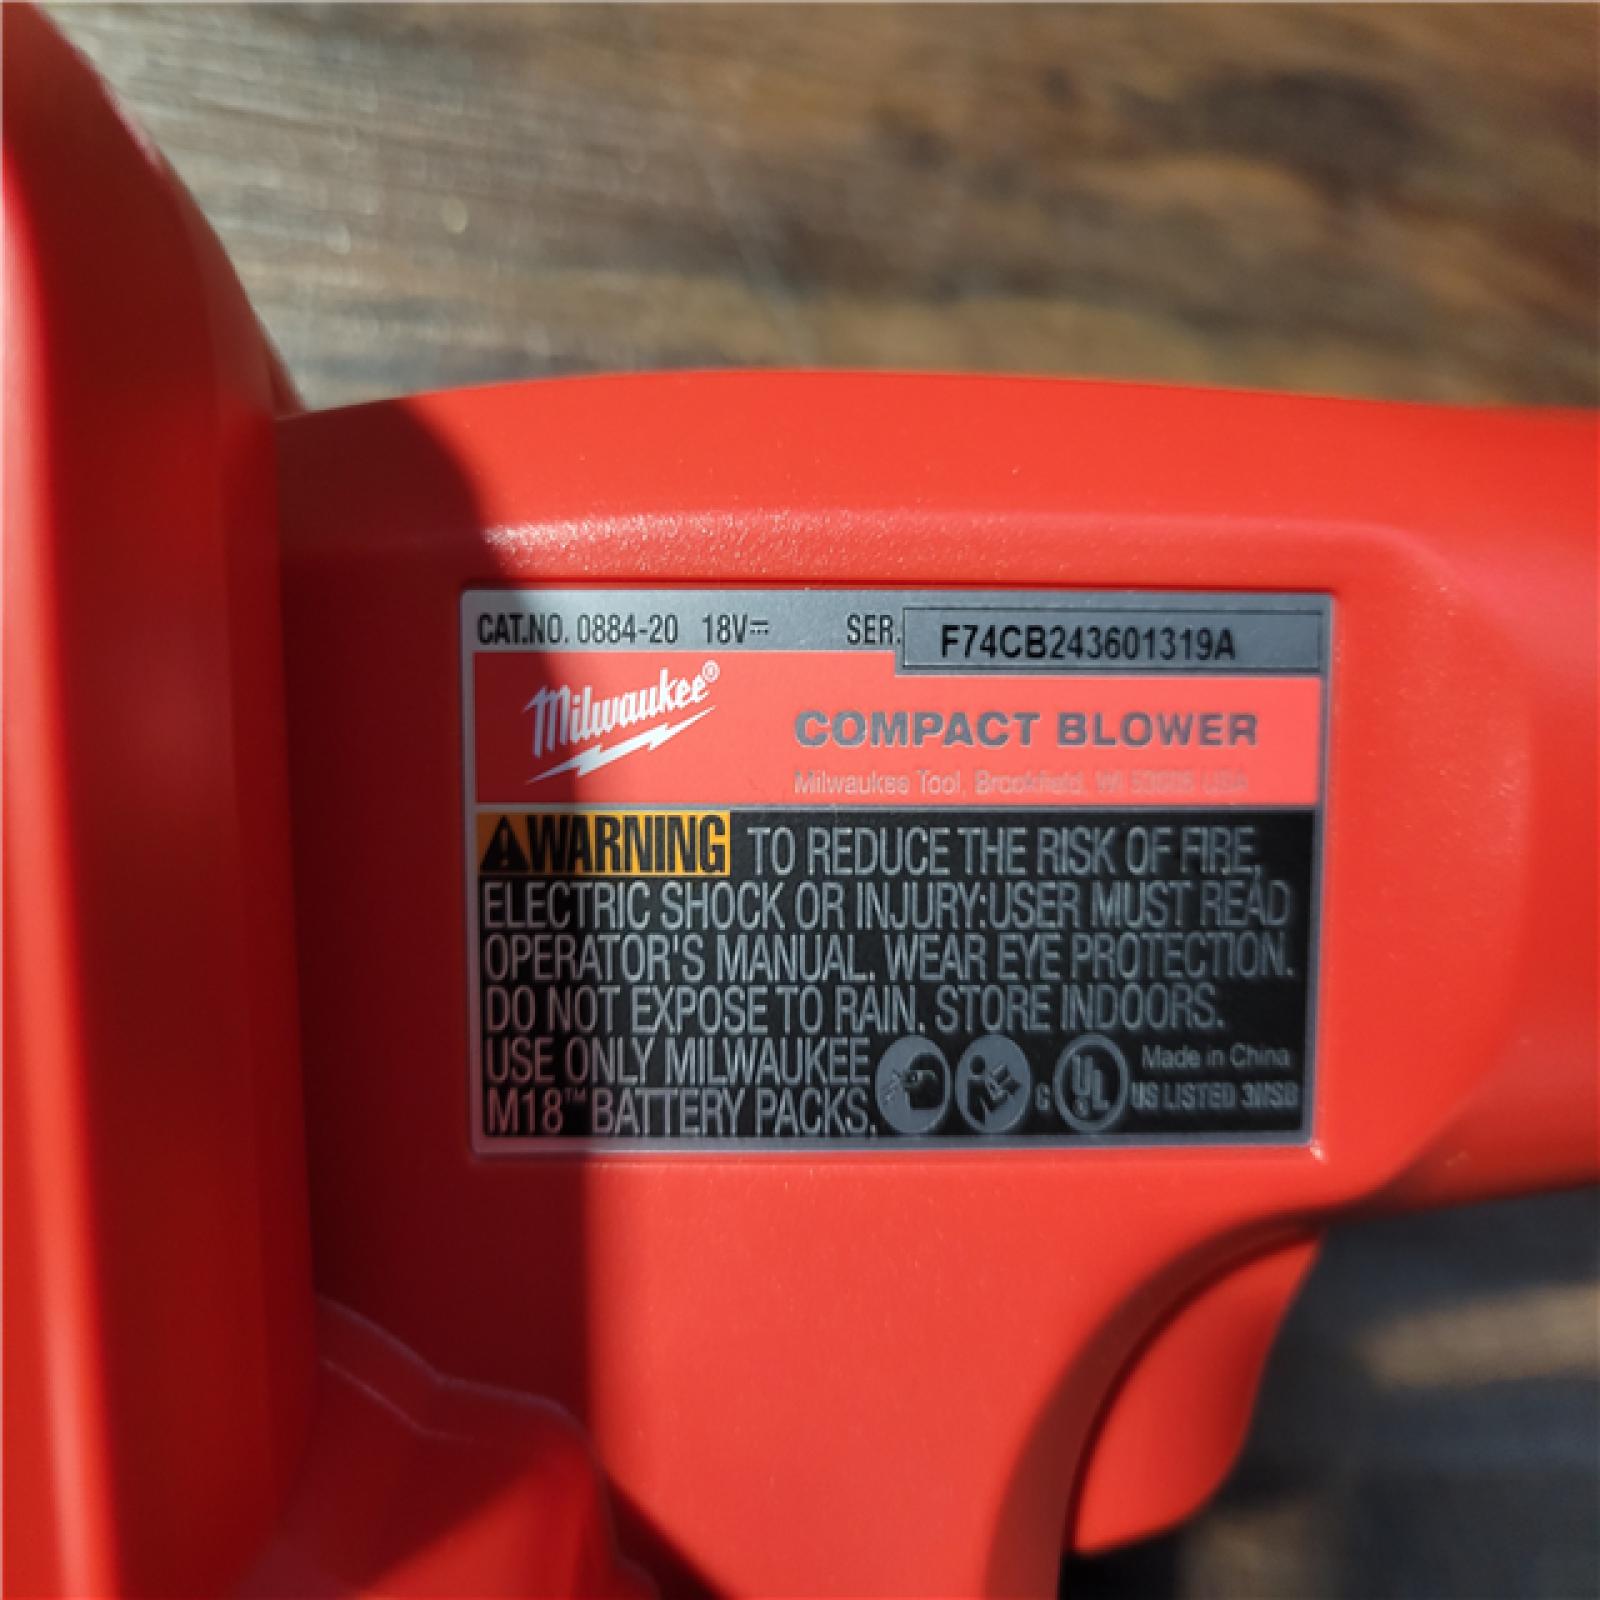 CAT.NO. 0884-20 18V⎓ SER. F74CB243601319A
Milwaukee®
COMPACT BLOWER
Milwaukee Tool, Brookfield, WI 53005 USA
⚠WARNING TO REDUCE THE RISK OF FIRE,
ELECTRIC SHOCK OR INJURY:USER MUST READ
OPERATOR'S MANUAL. WEAR EYE PROTECTION.
DO NOT EXPOSE TO RAIN. STORE INDOORS.
USE ONLY MILWAUKEE
M18™ BATTERY PACKS.
Made in China
C UL US LISTED